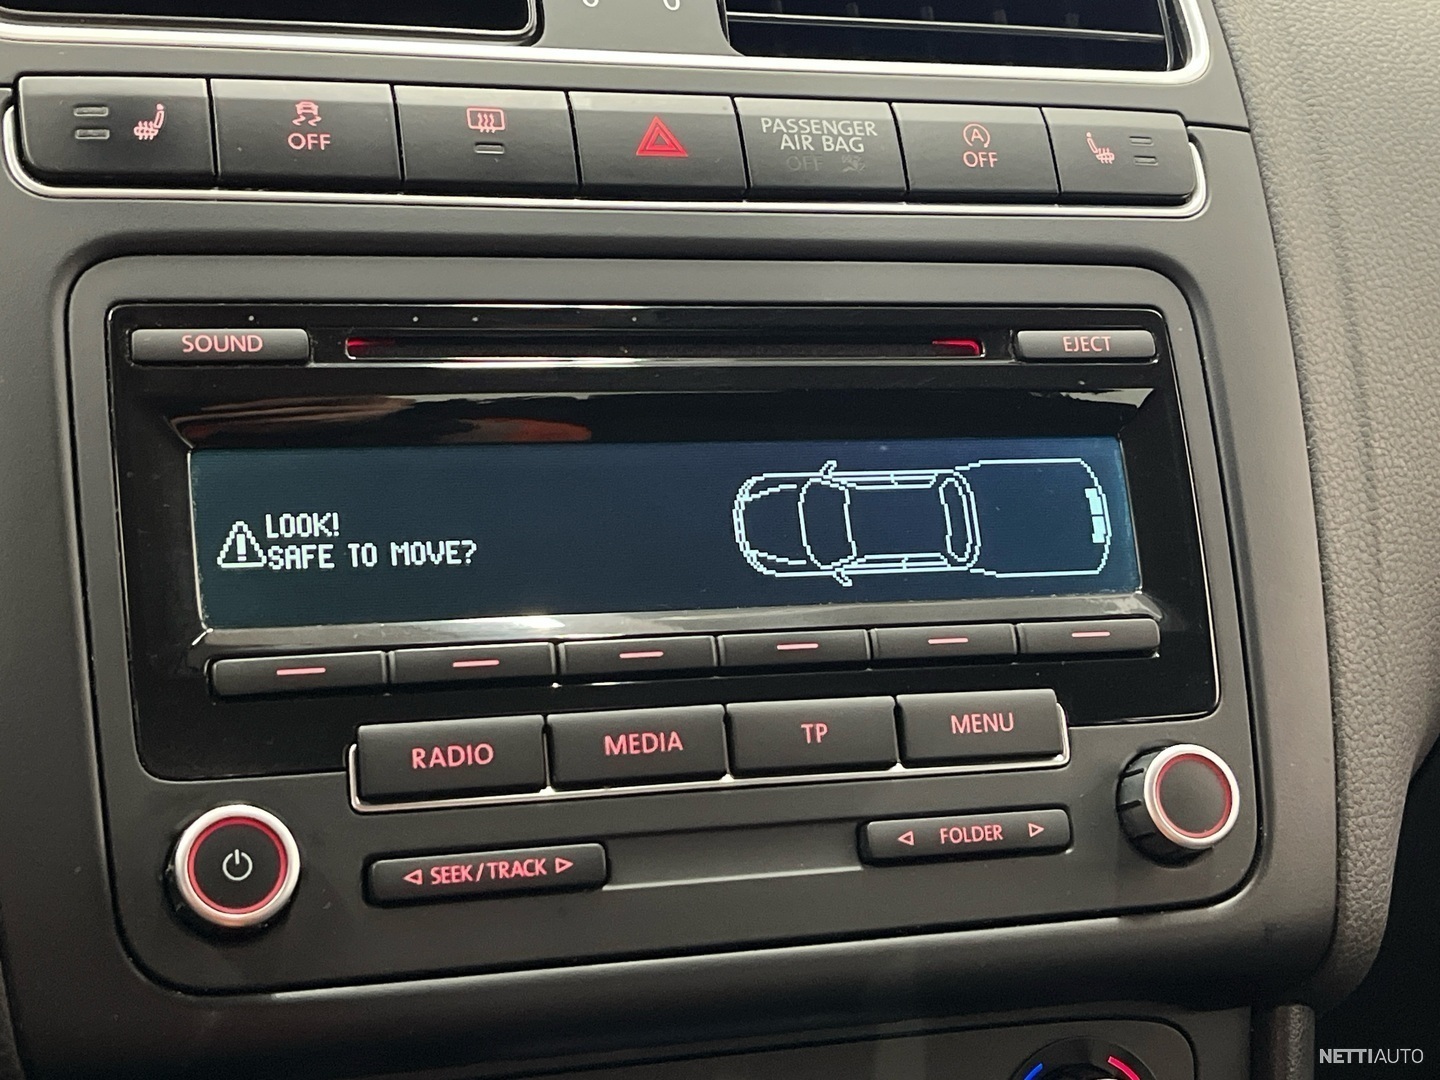 OFF
PASSENGER
AIR BAG
OFF
A
OFF
SOUND
EJECT
LOOK!
SAFE TO MOVE?
RADIO
MEDIA
TP
MENU
SEEK/TRACK
FOLDER
NETTIAUTO